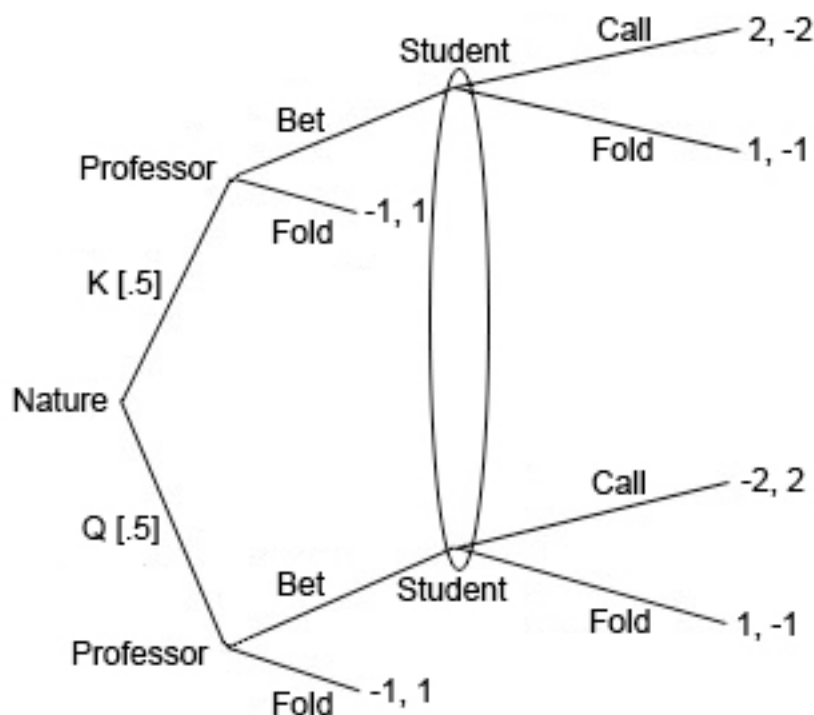 Call
2, -2
Student
Bet
Fold
1, -1
Professor
Fold
-1, 1
K [.5]
Nature
Q [.5]
Call
-2, 2
Bet
Student
Fold
1, -1
Professor
Fold
-1, 1